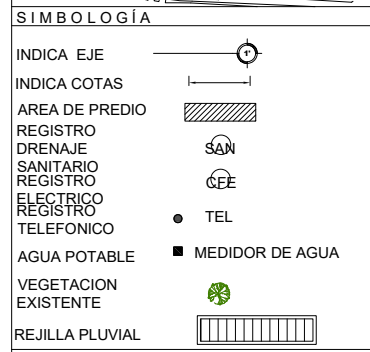 SIMBOLOGÍA
INDICA EJE
1'
INDICA COTAS
AREA DE PREDIO
REGISTRO
DRENAJE
SANITARIO
SAN
REGISTRO
ELECTRICO
CFE
REGISTRO
TELEFONICO
TEL
AGUA POTABLE
MEDIDOR DE AGUA
VEGETACION
EXISTENTE
REJILLA PLUVIAL